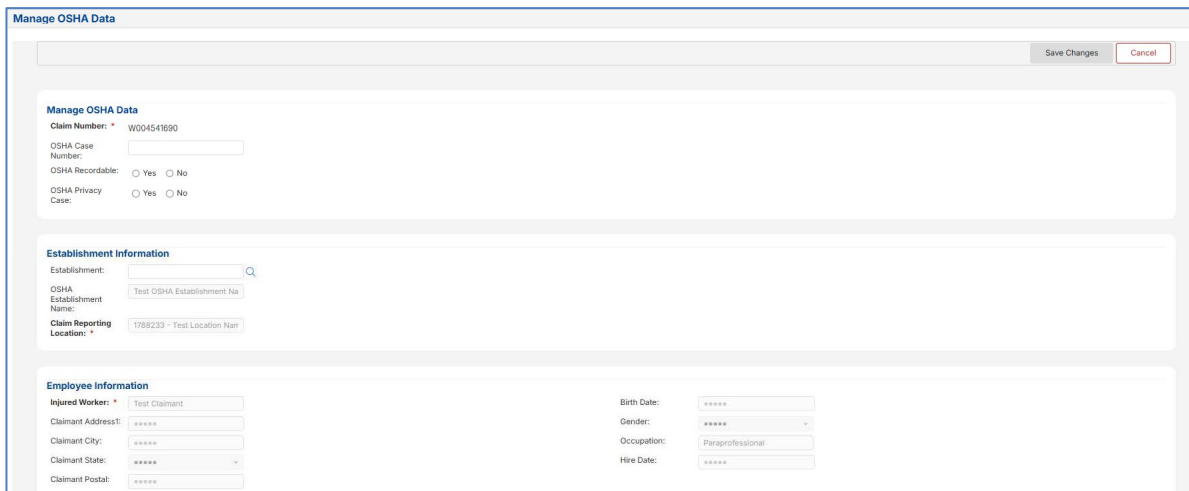 Manage OSHA Data
Save Changes Cancel
Manage OSHA Data
Claim Number: * W004541690
OSHA Case
Number:
OSHA Recordable: Yes No
OSHA Privacy
Case: Yes No
Establishment Information
Establishment:
OSHA
Establishment
Name: Test OSHA Establishment Na
Claim Reporting
Location: * 1788233 - Test Location Nam
Employee Information
Injured Worker: * Test Claimant
Birth Date: *****
Claimant Address1: *****
Gender: *****
Claimant City: *****
Occupation: Paraprofessional
Claimant State: *****
Hire Date: *****
Claimant Postal: *****